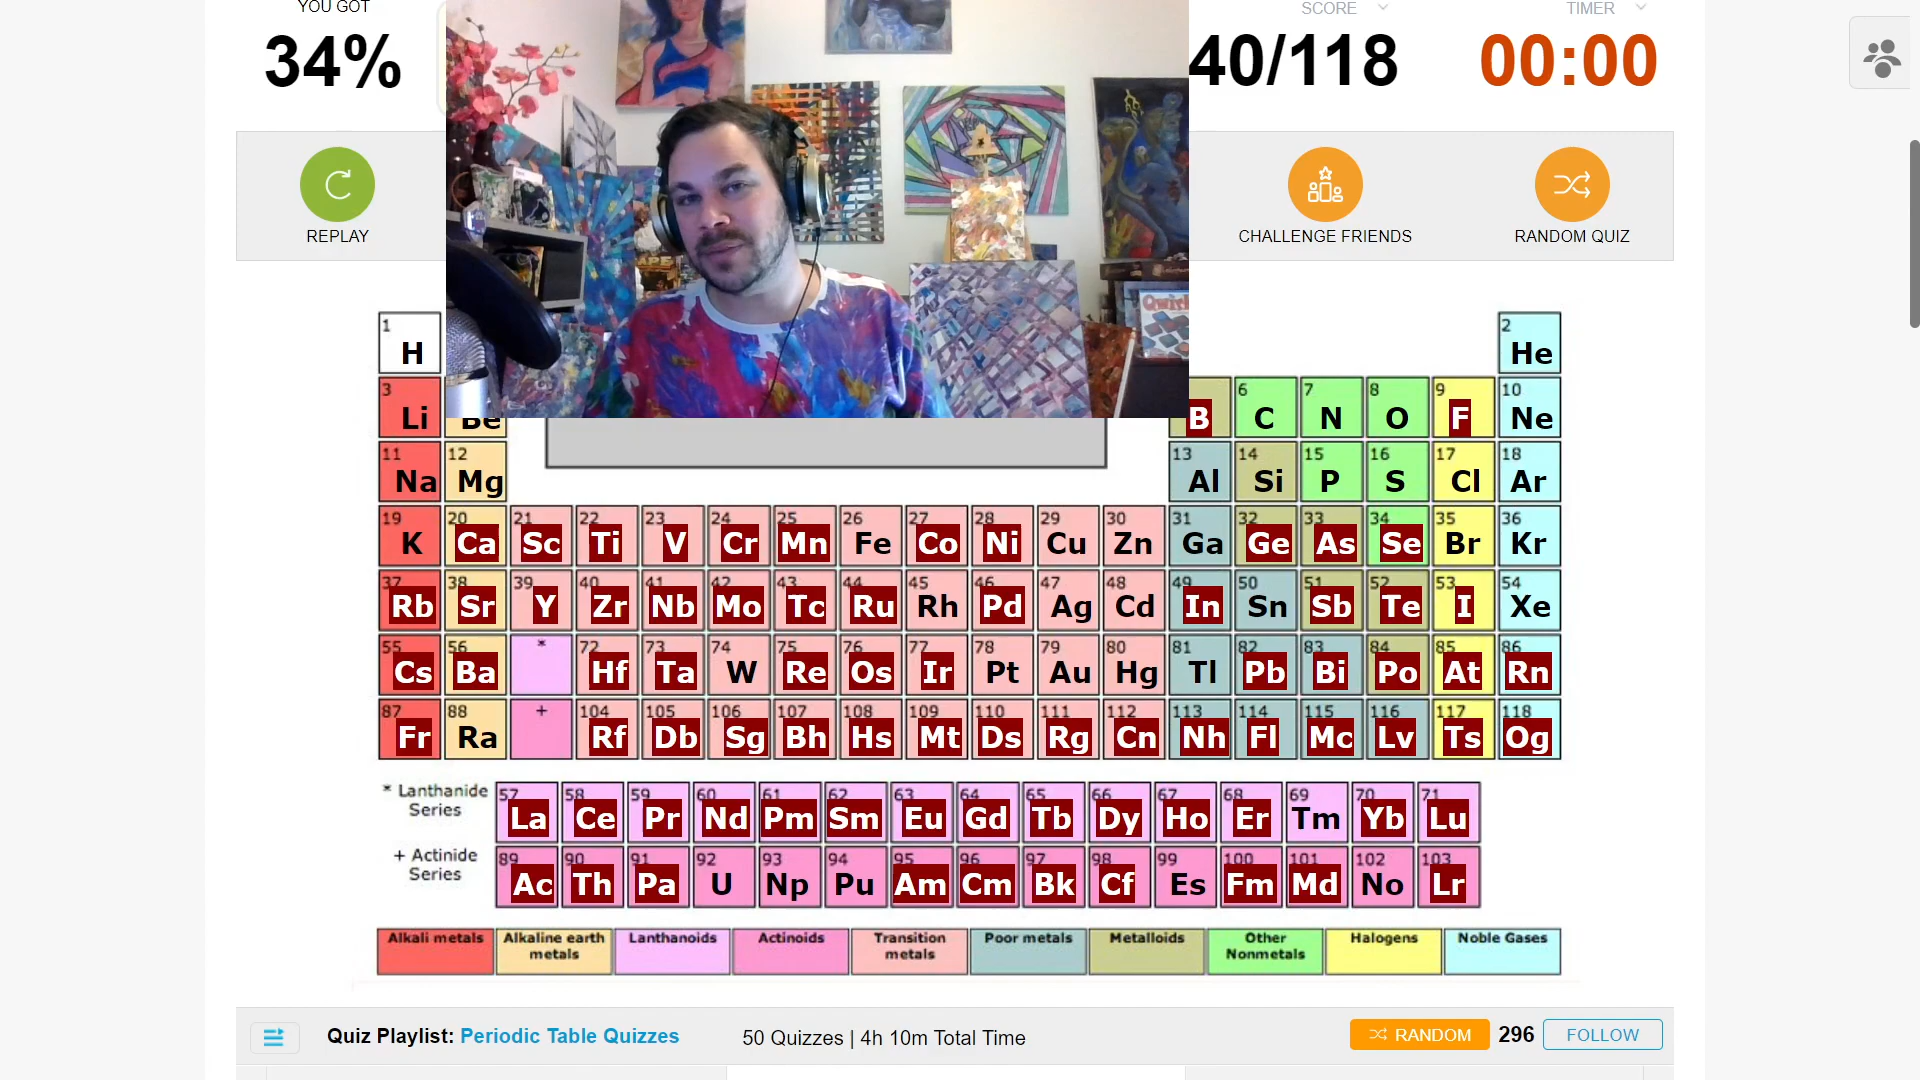 YOU GOT
34%
SCORE
40/118
TIMER
00:00
REPLAY
CHALLENGE FRIENDS
RANDOM QUIZ
1 H
2 He
3 Li
Be
B
6 C
7 N
8 O
9 F
10 Ne
11 Na
12 Mg
13 Al
14 Si
15 P
16 S
17 Cl
18 Ar
19 K
20 Ca
21 Sc
22 Ti
23 V
24 Cr
25 Mn
26 Fe
27 Co
28 Ni
29 Cu
30 Zn
31 Ga
32 Ge
33 As
34 Se
35 Br
36 Kr
37 Rb
38 Sr
39 Y
40 Zr
41 Nb
42 Mo
43 Tc
44 Ru
45 Rh
46 Pd
47 Ag
48 Cd
49 In
50 Sn
51 Sb
52 Te
53 I
54 Xe
55 Cs
56 Ba
*
72 Hf
73 Ta
74 W
75 Re
76 Os
77 Ir
78 Pt
79 Au
80 Hg
81 Tl
82 Pb
83 Bi
84 Po
85 At
86 Rn
87 Fr
88 Ra
+
104 Rf
105 Db
106 Sg
107 Bh
108 Hs
109 Mt
110 Ds
111 Rg
112 Cn
113 Nh
114 Fl
115 Mc
116 Lv
117 Ts
118 Og
* Lanthanide
Series
57 La
58 Ce
59 Pr
60 Nd
61 Pm
62 Sm
63 Eu
64 Gd
65 Tb
66 Dy
67 Ho
68 Er
69 Tm
70 Yb
71 Lu
+ Actinide
Series
89 Ac
90 Th
91 Pa
92 U
93 Np
94 Pu
95 Am
96 Cm
97 Bk
98 Cf
99 Es
100 Fm
101 Md
102 No
103 Lr
Alkali metals
Alkaline earth
metals
Lanthanoids
Actinoids
Transition
metals
Poor metals
Metalloids
Other
Nonmetals
Halogens
Noble Gases
Quiz Playlist: Periodic Table Quizzes
50 Quizzes | 4h 10m Total Time
RANDOM
296
FOLLOW